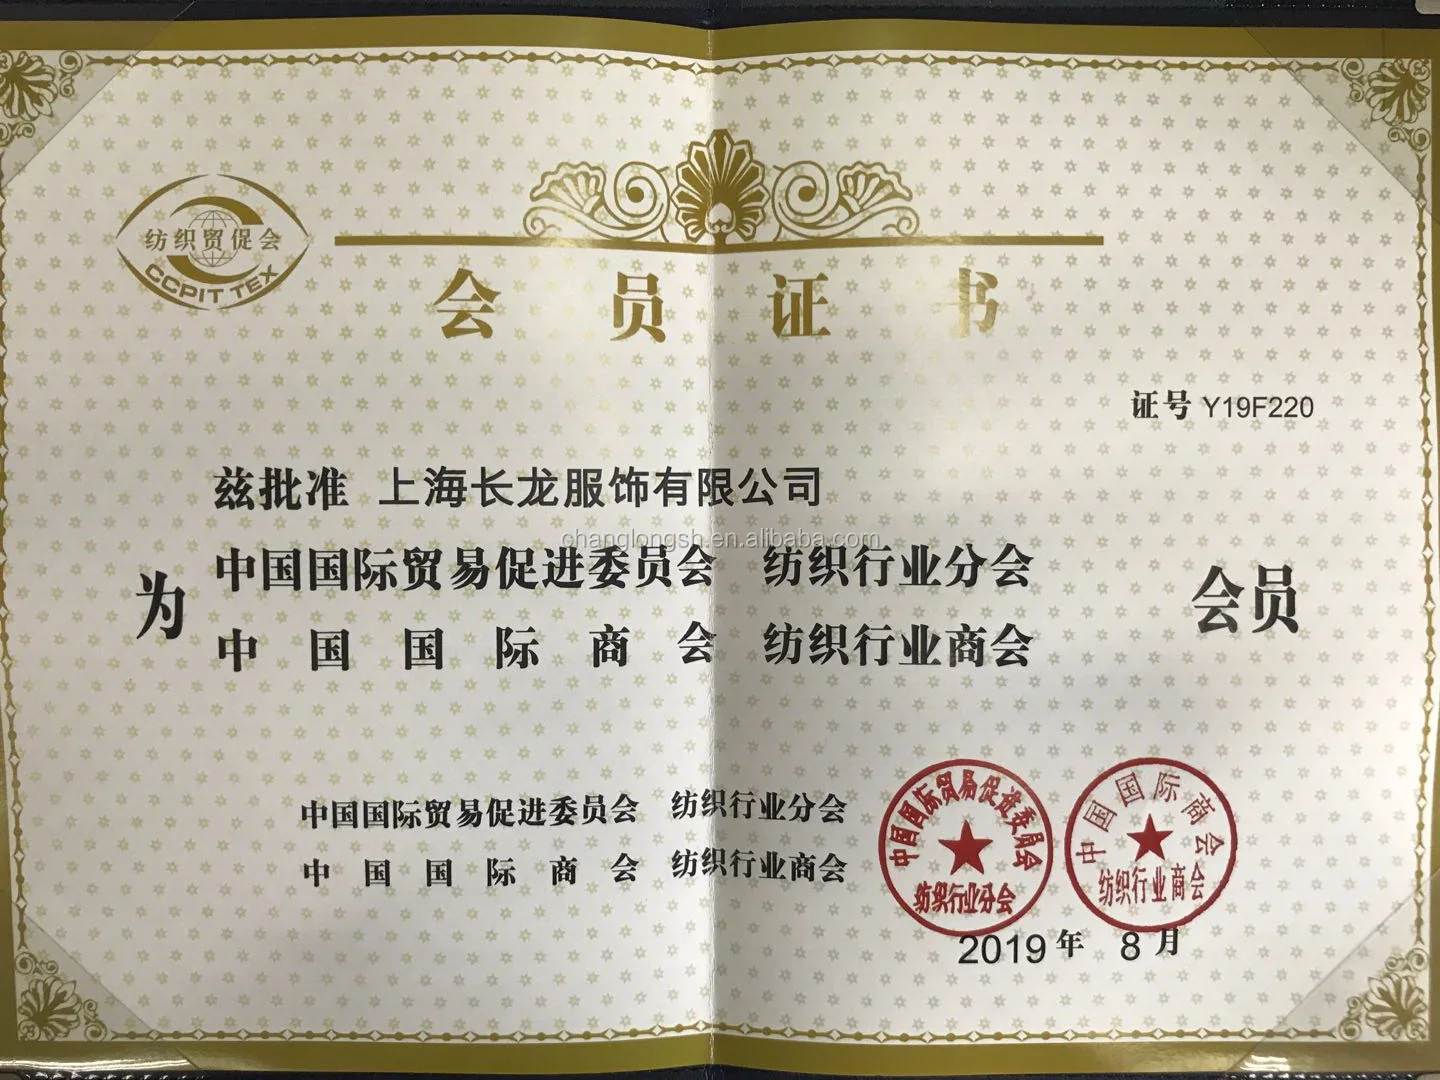 纺织贸促会
CCPIT TEX
会员证书
证号 Y19F220
兹批准 上海长龙服饰有限公司
changlongsh.en.alibaba.com
为 中国国际贸易促进委员会 纺织行业分会 会员
中国国际商会 纺织行业商会
中国国际贸易促进委员会 纺织行业分会
中国国际商会 纺织行业商会
中国国际贸易促进委员会
纺织行业分会
中国国际商会
纺织行业商会
2019 年 8 月